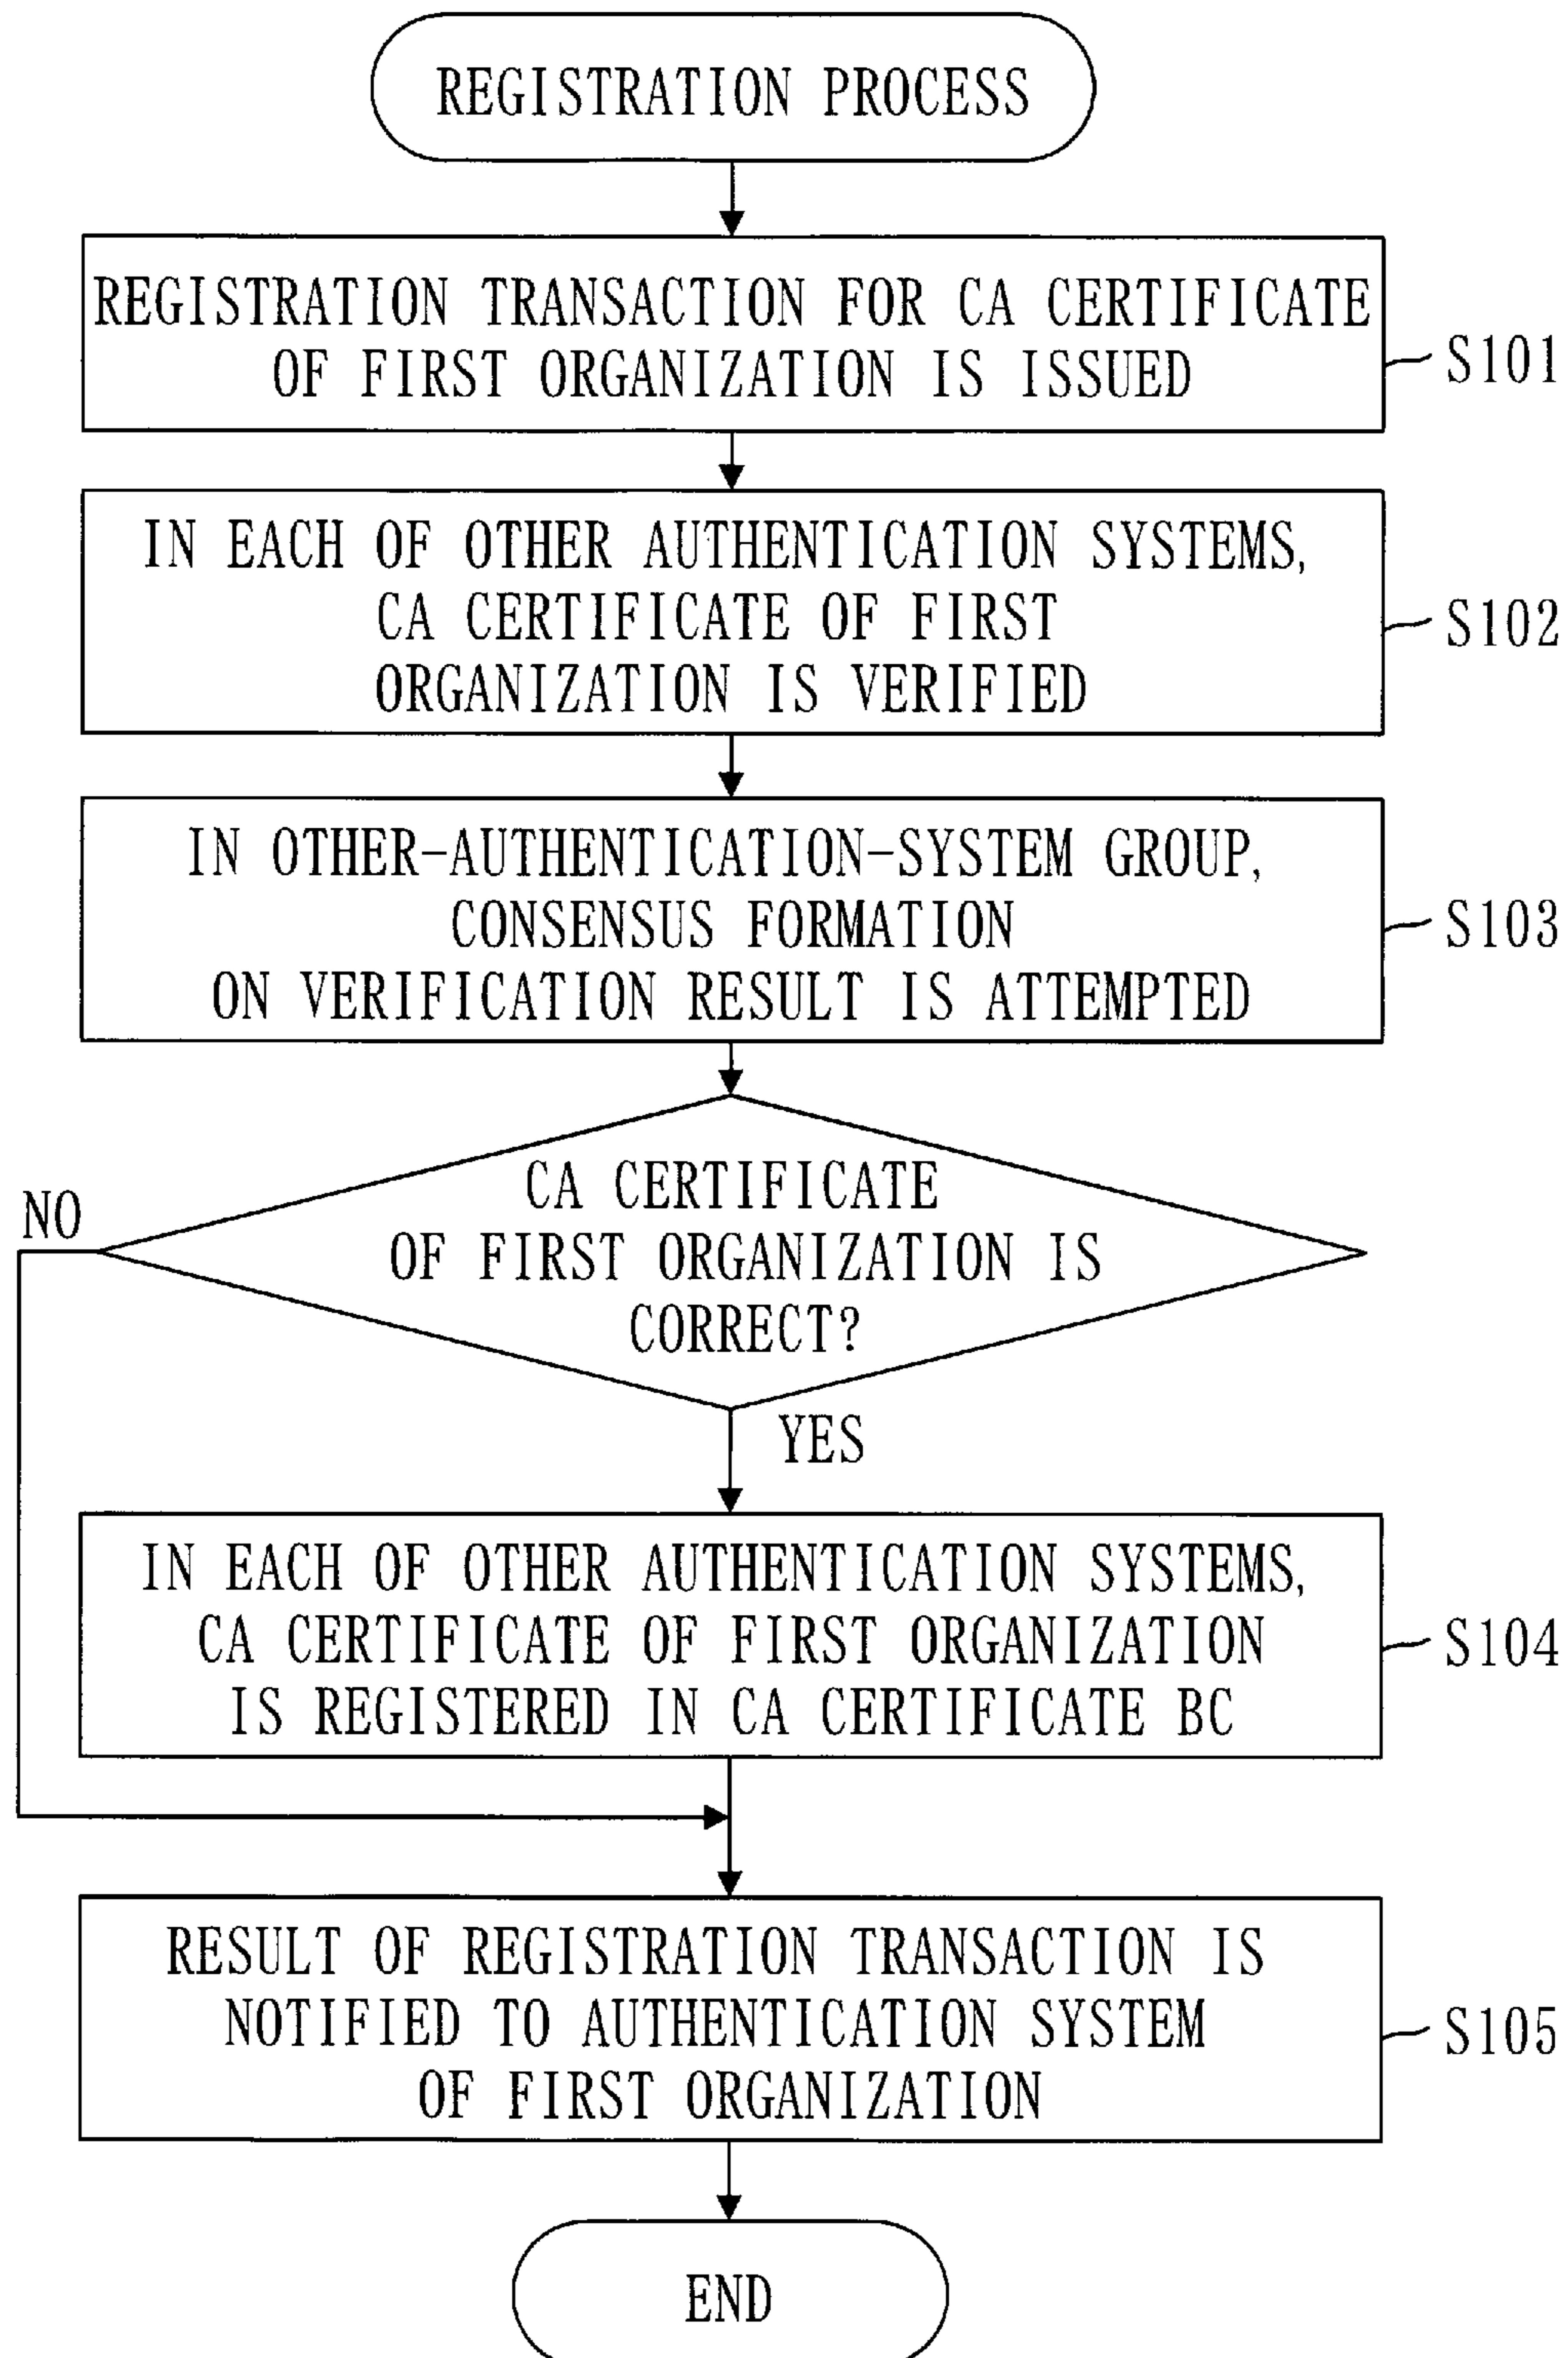 REGISTRATION PROCESS
REGISTRATION TRANSACTION FOR CA CERTIFICATE
OF FIRST ORGANIZATION IS ISSUED
S101
IN EACH OF OTHER AUTHENTICATION SYSTEMS,
CA CERTIFICATE OF FIRST
ORGANIZATION IS VERIFIED
S102
IN OTHER-AUTHENTICATION-SYSTEM GROUP,
CONSENSUS FORMATION
ON VERIFICATION RESULT IS ATTEMPTED
S103
CA CERTIFICATE
OF FIRST ORGANIZATION IS
CORRECT?
NO
YES
IN EACH OF OTHER AUTHENTICATION SYSTEMS,
CA CERTIFICATE OF FIRST ORGANIZATION
IS REGISTERED IN CA CERTIFICATE BC
S104
RESULT OF REGISTRATION TRANSACTION IS
NOTIFIED TO AUTHENTICATION SYSTEM
OF FIRST ORGANIZATION
S105
END